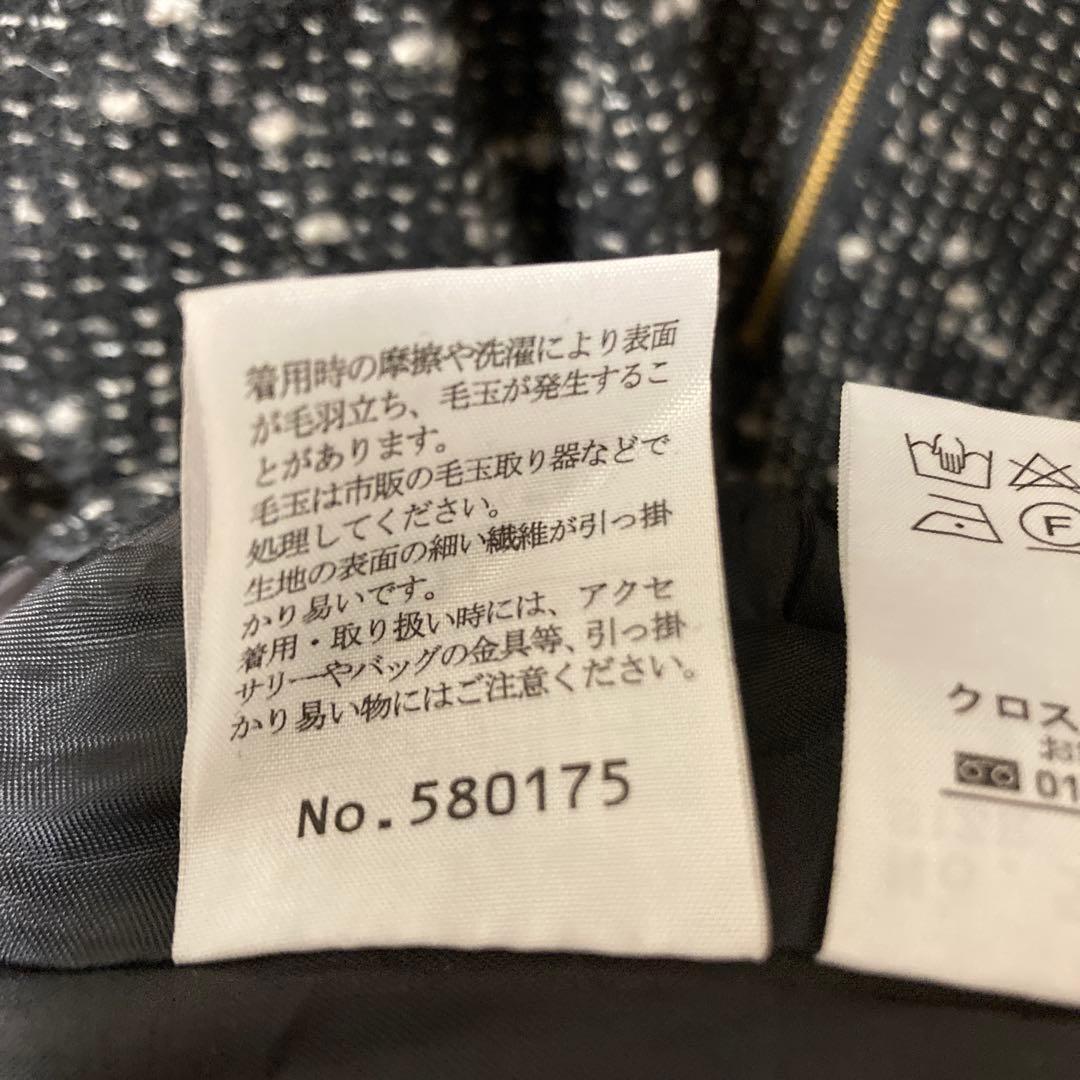 着用時の摩擦や洗濯により表面
が毛羽立ち、毛玉が発生するこ
とがあります。
毛玉は市販の毛玉取り器などで
処理してください。
生地の表面の細い繊維が引っ掛
かり易いです。
着用・取り扱い時には、アクセ
サリーやバッグの金具等、引っ掛
かり易い物にはご注意ください。
No.580175
F
クロス
お
01